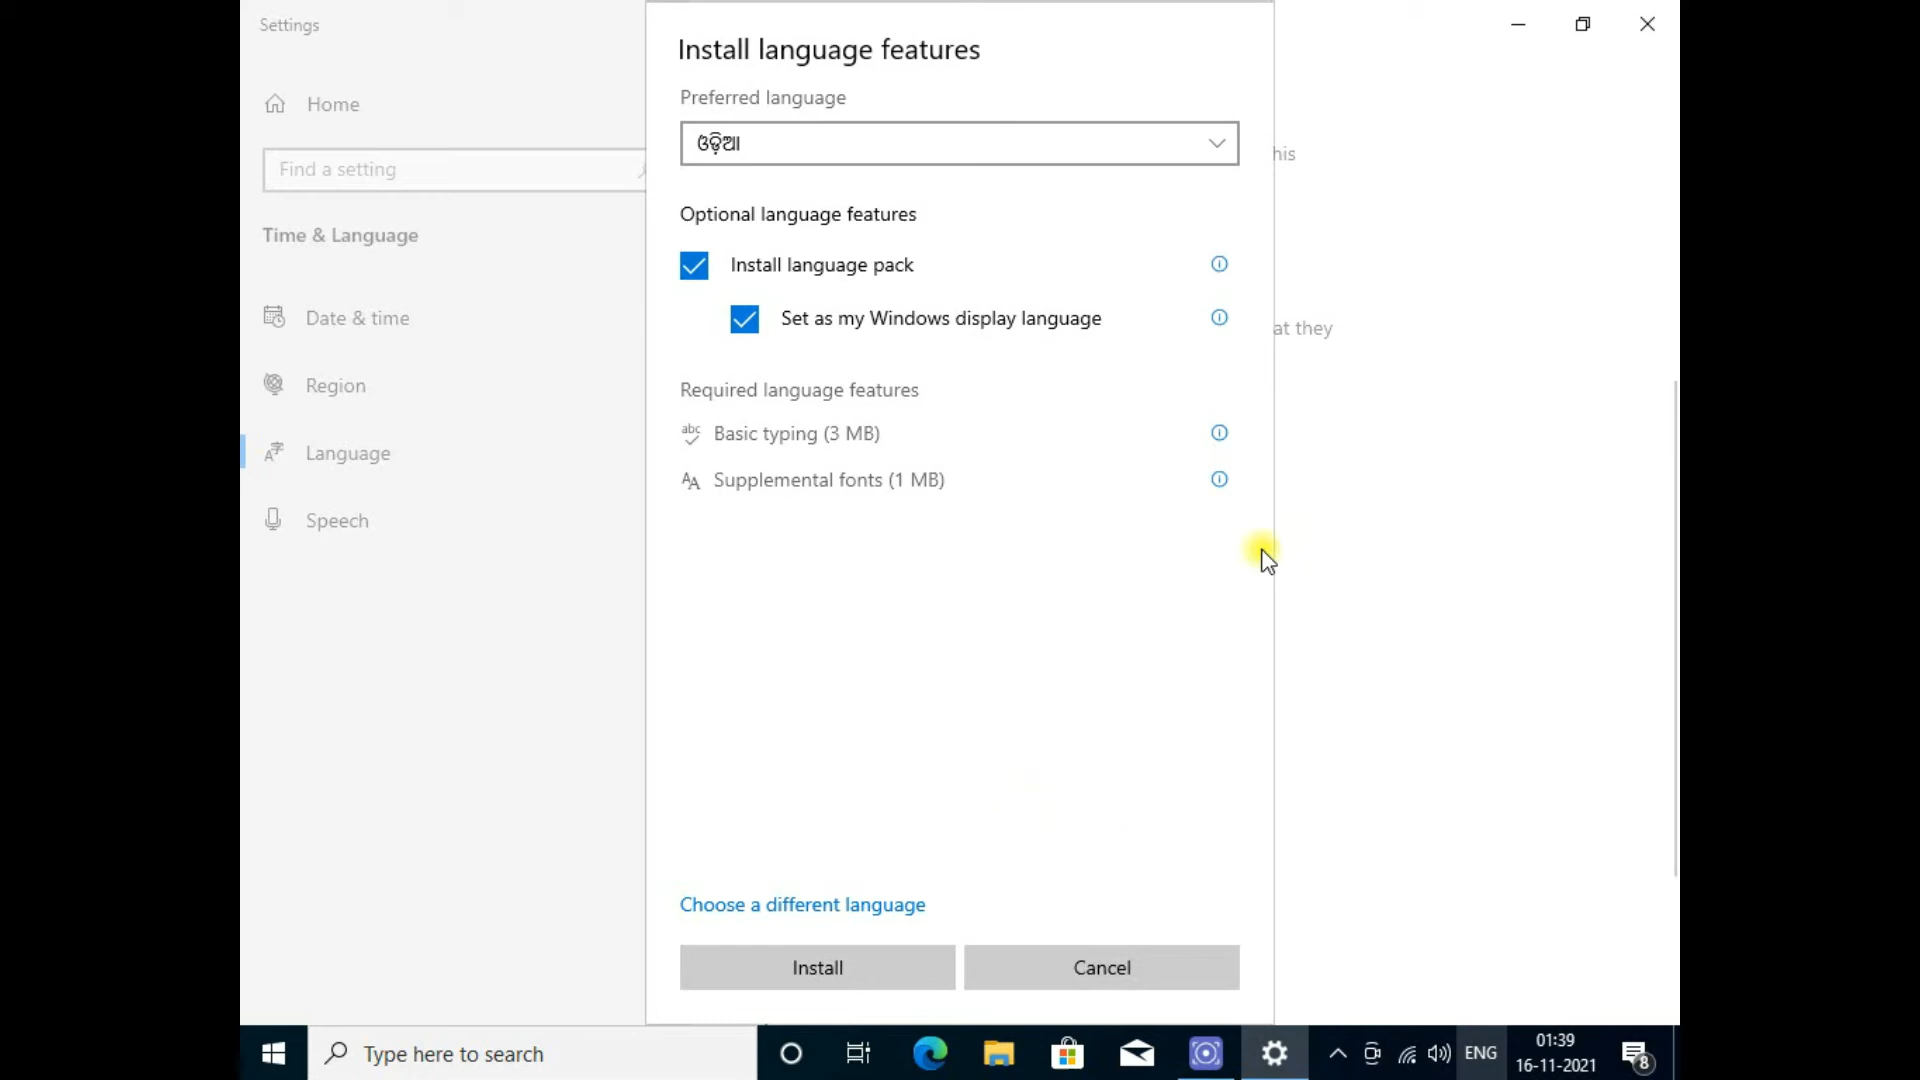 Settings
Install language features
Home
Preferred language
ଓଡ଼ିଆ
his
Find a setting
Time & Language
Optional language features
Install language pack
Date & time
Set as my Windows display language
at they
Region
Required language features
Language
Basic typing (3 MB)
Supplemental fonts (1 MB)
Speech
Choose a different language
Install
Cancel
Type here to search
ENG
01:39
16-11-2021
8